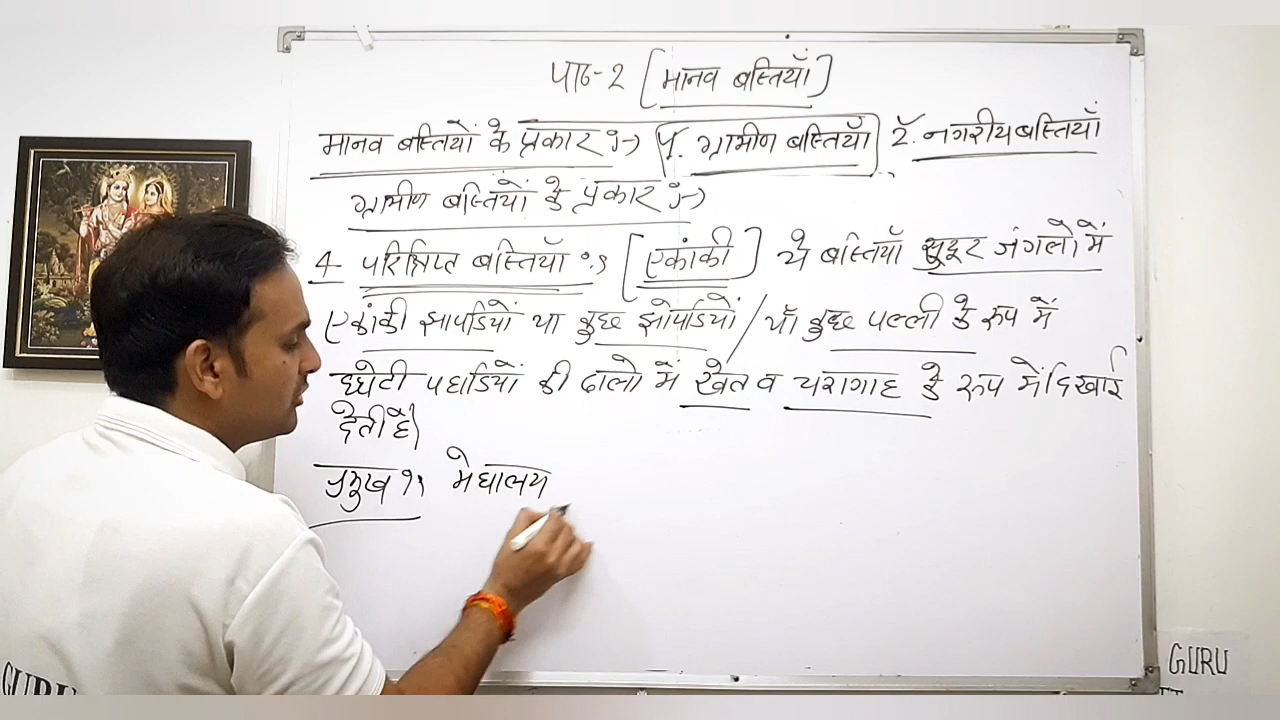 पाठ-2 [मानव बस्तियाँ]
मानव बस्तियों के प्रकार :-> 1. ग्रामीण बस्तियाँ 2. नगरीय बस्तियाँ
ग्रामीण बस्तियों के प्रकार :->
4 परिक्षिप्त बस्तियाँ :- [एकांकी] ये बस्तियाँ सुदूर जंगलो में
एकांकी झोपडियों या कुछ झोपडियों / याँ कुछ पल्ली के रूप में
छोटी पहाडियों की ढालो में खेत व चरागाह के रूप में दिखाई
देती है।
प्रमुख :- मेघालय
GURU
GURU